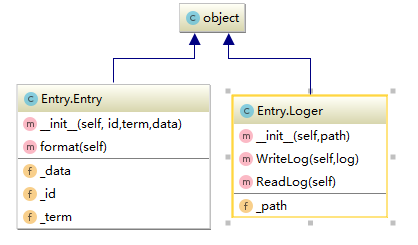 C object
C Entry.Entry
m __init__(self, id,term,data)
m format(self)
f _data
f _id
f _term
C Entry.Loger
m __init__(self,path)
m WriteLog(self,log)
m ReadLog(self)
f _path